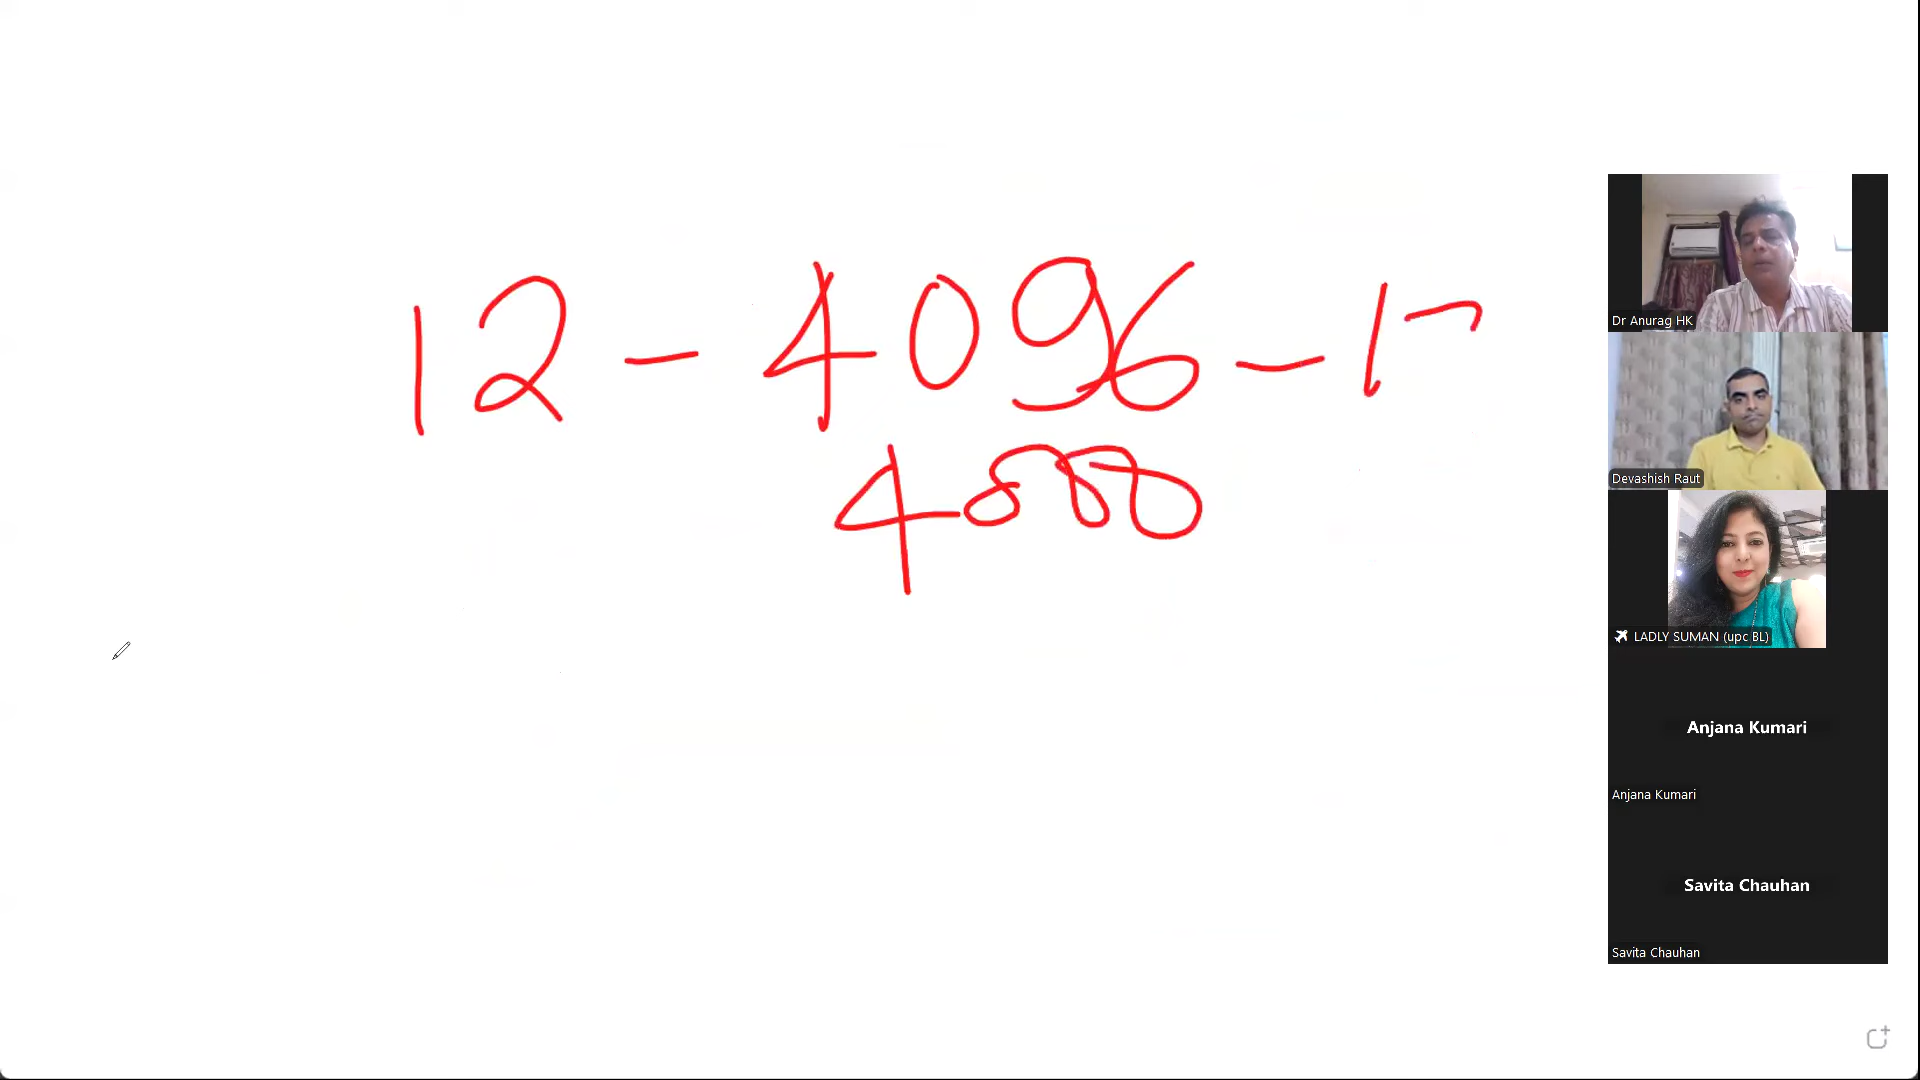 12 - 4096 - 1
4000
Dr Anurag HK
Devashish Raut
LADLY SUMAN (upc BL)
Anjana Kumari
Anjana Kumari
Savita Chauhan
Savita Chauhan